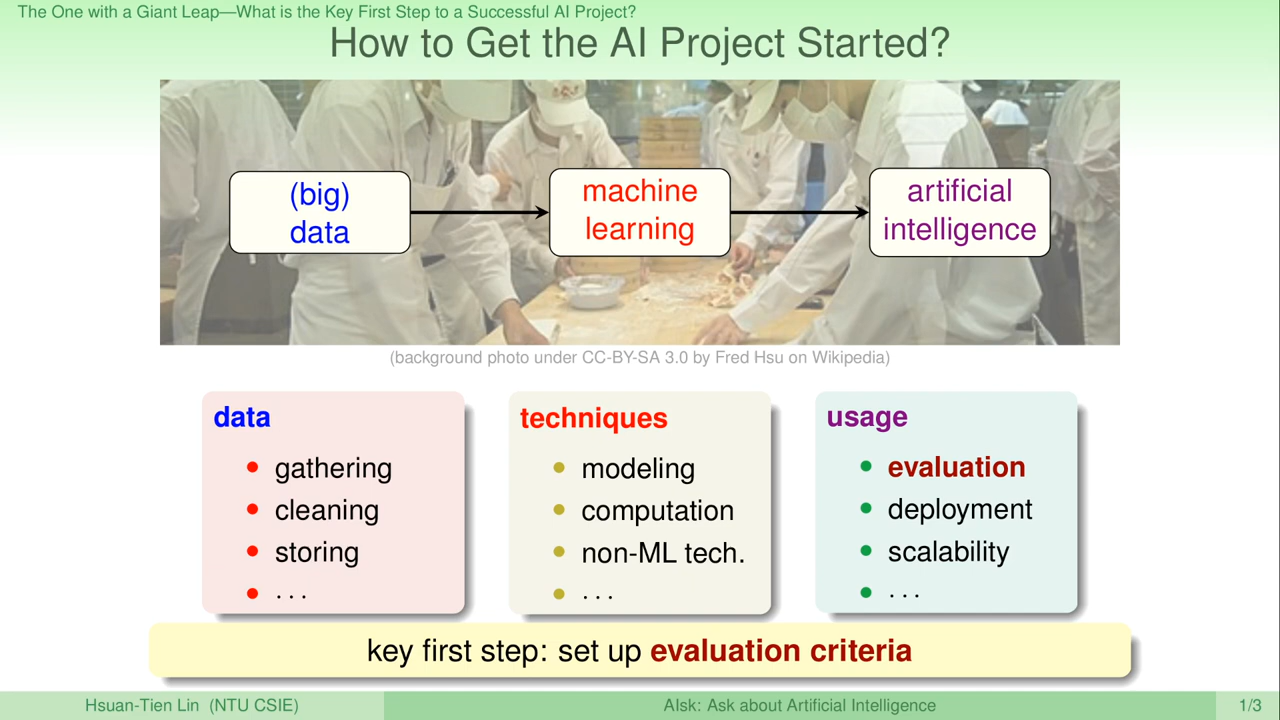 The One with a Giant Leap—What is the Key First Step to a Successful AI Project?
How to Get the AI Project Started?
(big)
data
machine
learning
artificial
intelligence
(background photo under CC-BY-SA 3.0 by Fred Hsu on Wikipedia)
data
• gathering
• cleaning
• storing
• . . .
techniques
• modeling
• computation
• non-ML tech.
• . . .
usage
• evaluation
• deployment
• scalability
• . . .
key first step: set up evaluation criteria
Hsuan-Tien Lin (NTU CSIE)
AIsk: Ask about Artificial Intelligence
1/3